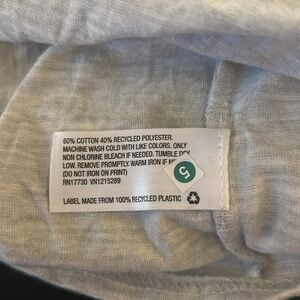 60% COTTON 40% RECYCLED POLYESTER.
MACHINE WASH COLD WITH LIKE COLORS. ONLY
NON CHLORINE BLEACH IF NEEDED. TUMBLE DRY
LOW. REMOVE PROMPTLY. WARM IRON IF
(DO NOT IRON ON PRINT)
RN17730 VN1215289
5
LABEL MADE FROM 100% RECYCLED PLASTIC